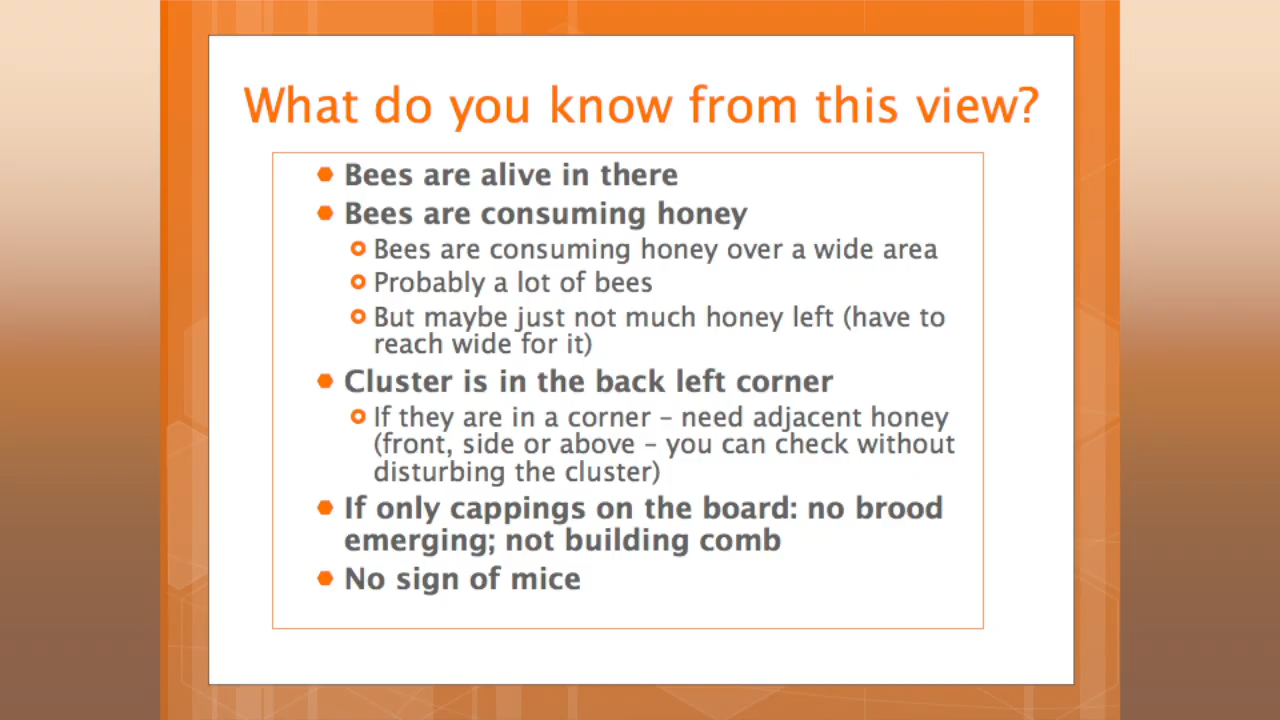 What do you know from this view?
Bees are alive in there
Bees are consuming honey
Bees are consuming honey over a wide area
Probably a lot of bees
But maybe just not much honey left (have to
reach wide for it)
Cluster is in the back left corner
If they are in a corner – need adjacent honey
(front, side or above – you can check without
disturbing the cluster)
If only cappings on the board: no brood
emerging; not building comb
No sign of mice